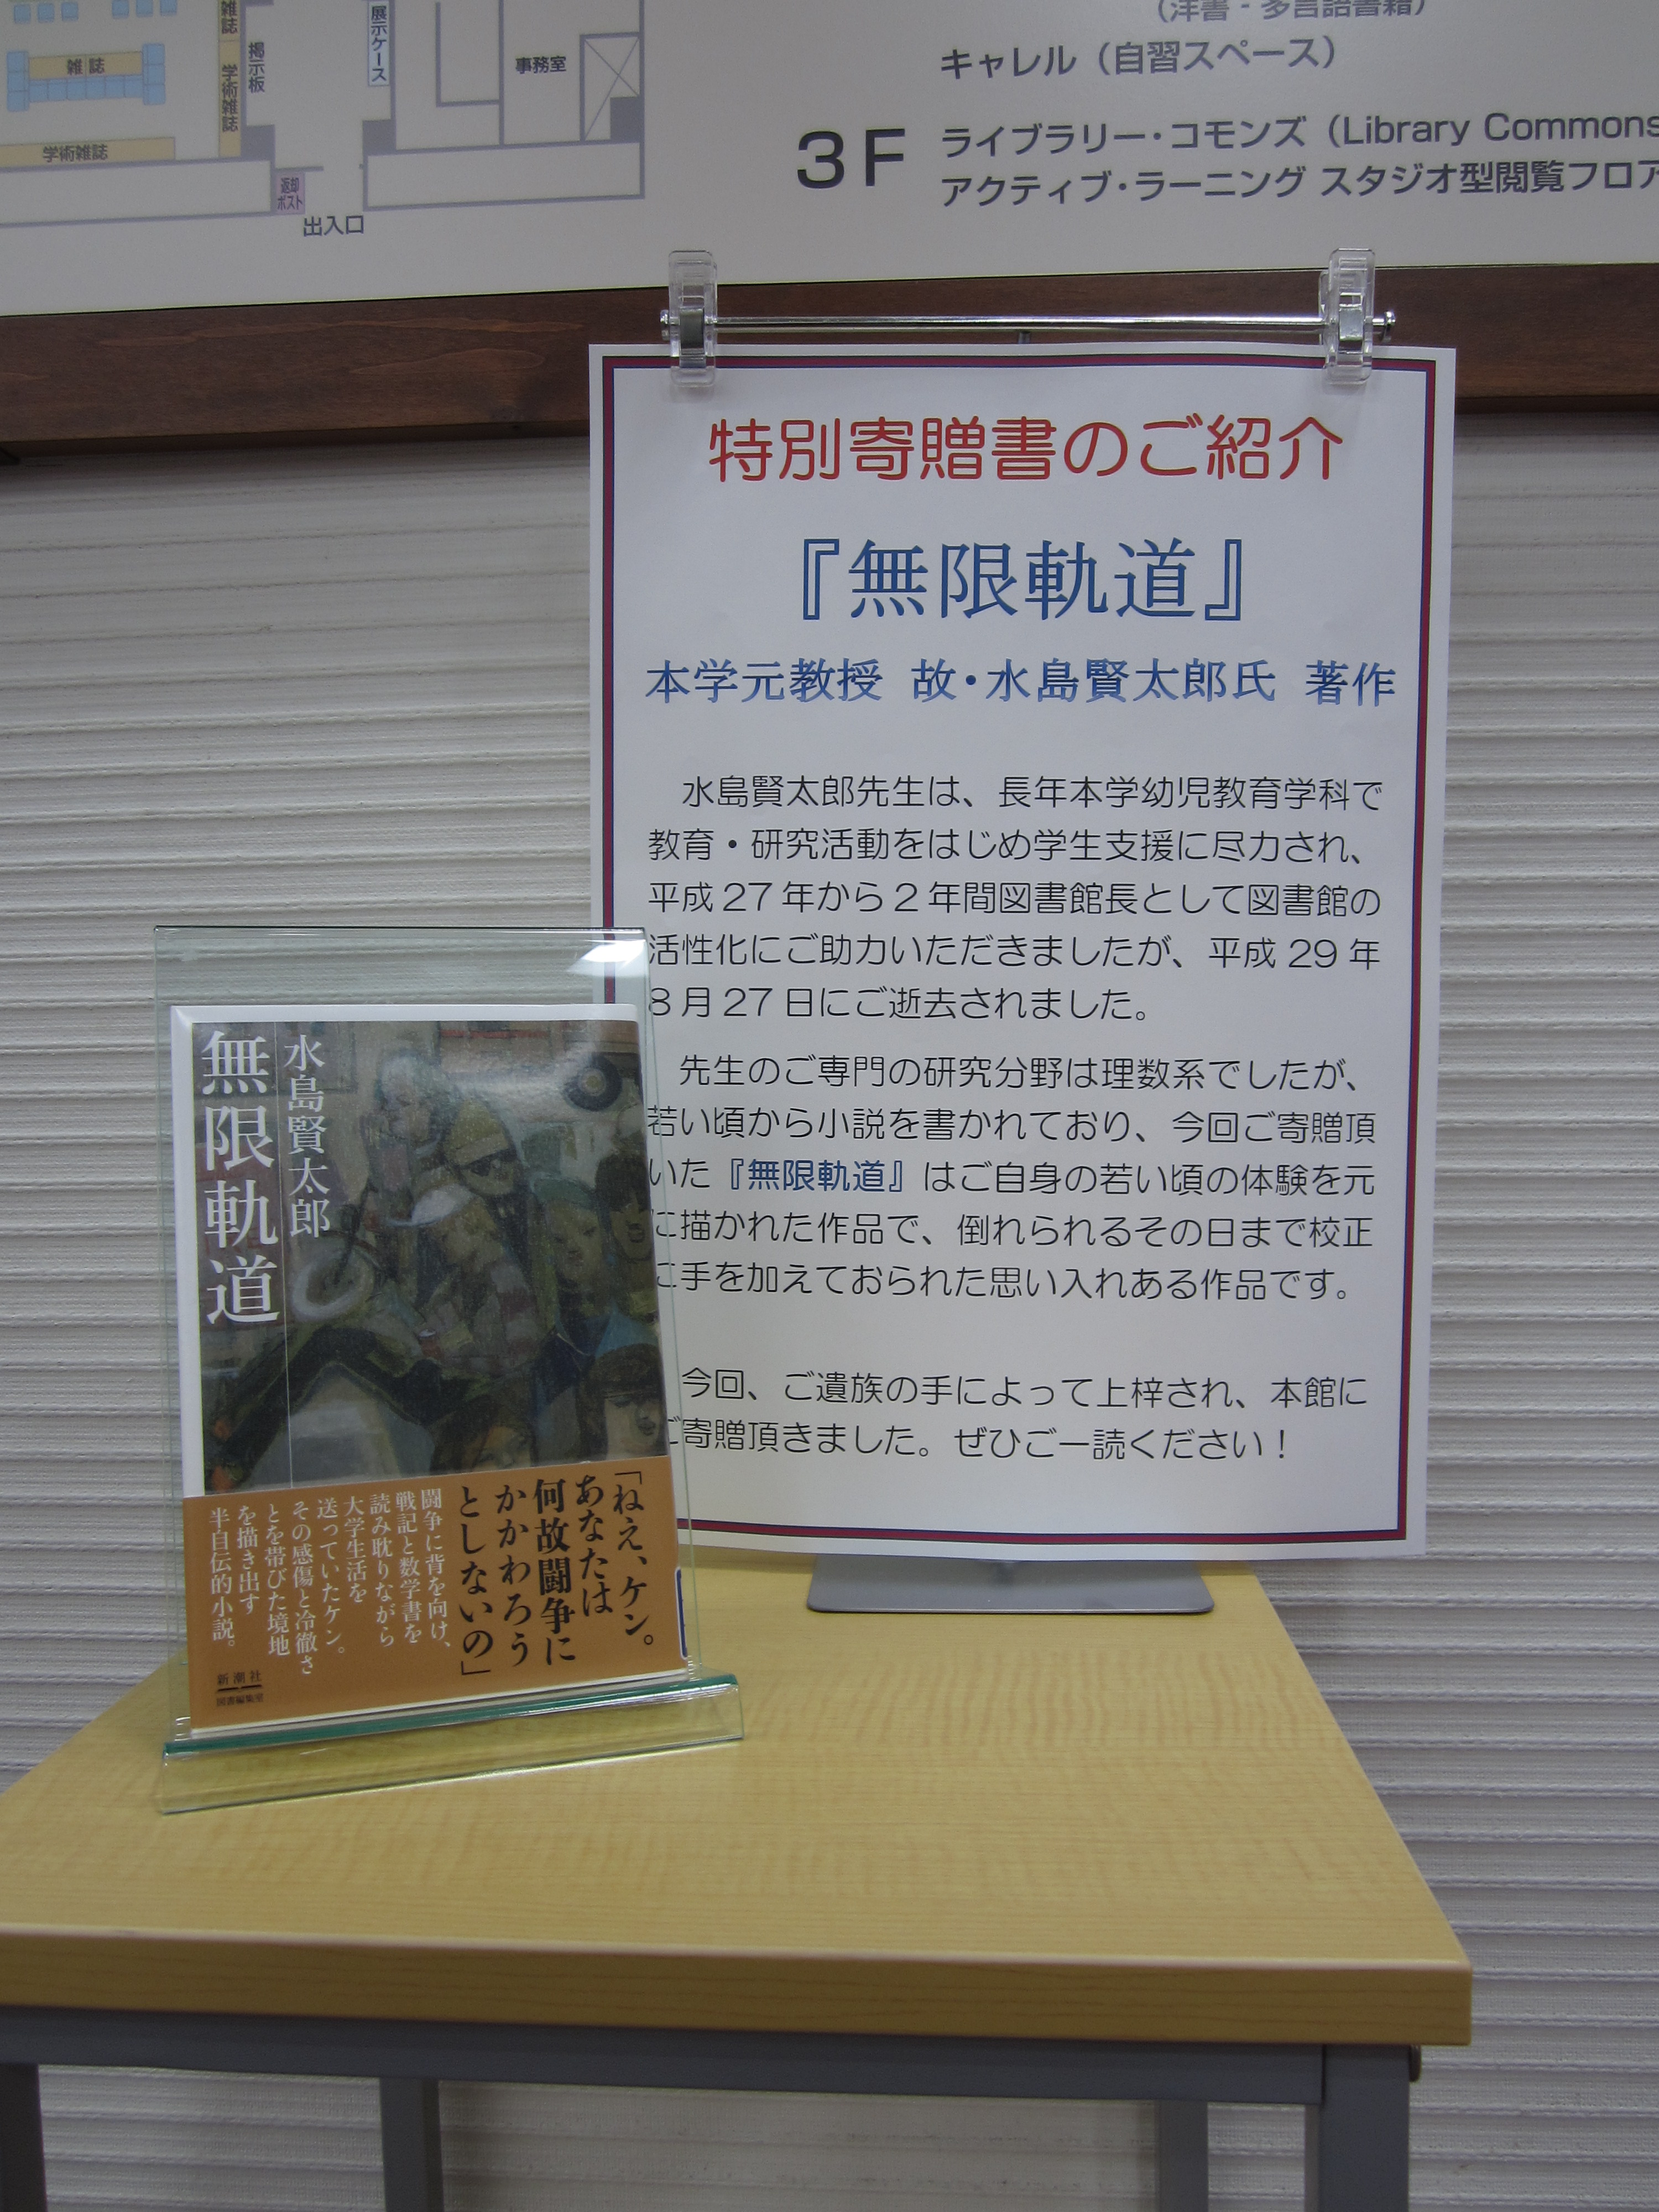 雑誌
学術雑誌
雑誌
学術雑誌
掲示板
展示ケース
事務室
返却
ポスト
出入口
(洋書・多言語書籍)
キャレル(自習スペース)
3F ライブラリー・コモンズ(Library Commons
アクティブ・ラーニング スタジオ型閲覧フロア
特別寄贈書のご紹介
『無限軌道』
本学元教授 故・水島賢太郎氏 著作
水島賢太郎先生は、長年本学幼児教育学科で
教育・研究活動をはじめ学生支援に尽力され、
平成27年から2年間図書館長として図書館の
活性化にご助力いただきましたが、平成29年
8月27日にご逝去されました。
先生のご専門の研究分野は理数系でしたが、
若い頃から小説を書かれており、今回ご寄贈頂
いた『無限軌道』はご自身の若い頃の体験を元
に描かれた作品で、倒れられるその日まで校正
に手を加えておられた思い入れある作品です。
今回、ご遺族の手によって上梓され、本館に
ご寄贈頂きました。ぜひご一読ください!
水島賢太郎
無限軌道
「ねえ、ケン。
あなたは
何故闘争に
かかわろう
としないの」
闘争に背を向け、
戦記と数学書を
読み耽りながら
大学生活を
送っていたケン。
その感傷と冷徹さ
とを帯びた境地
を描き出す
半自伝的小説。
新潮社
図書編集室